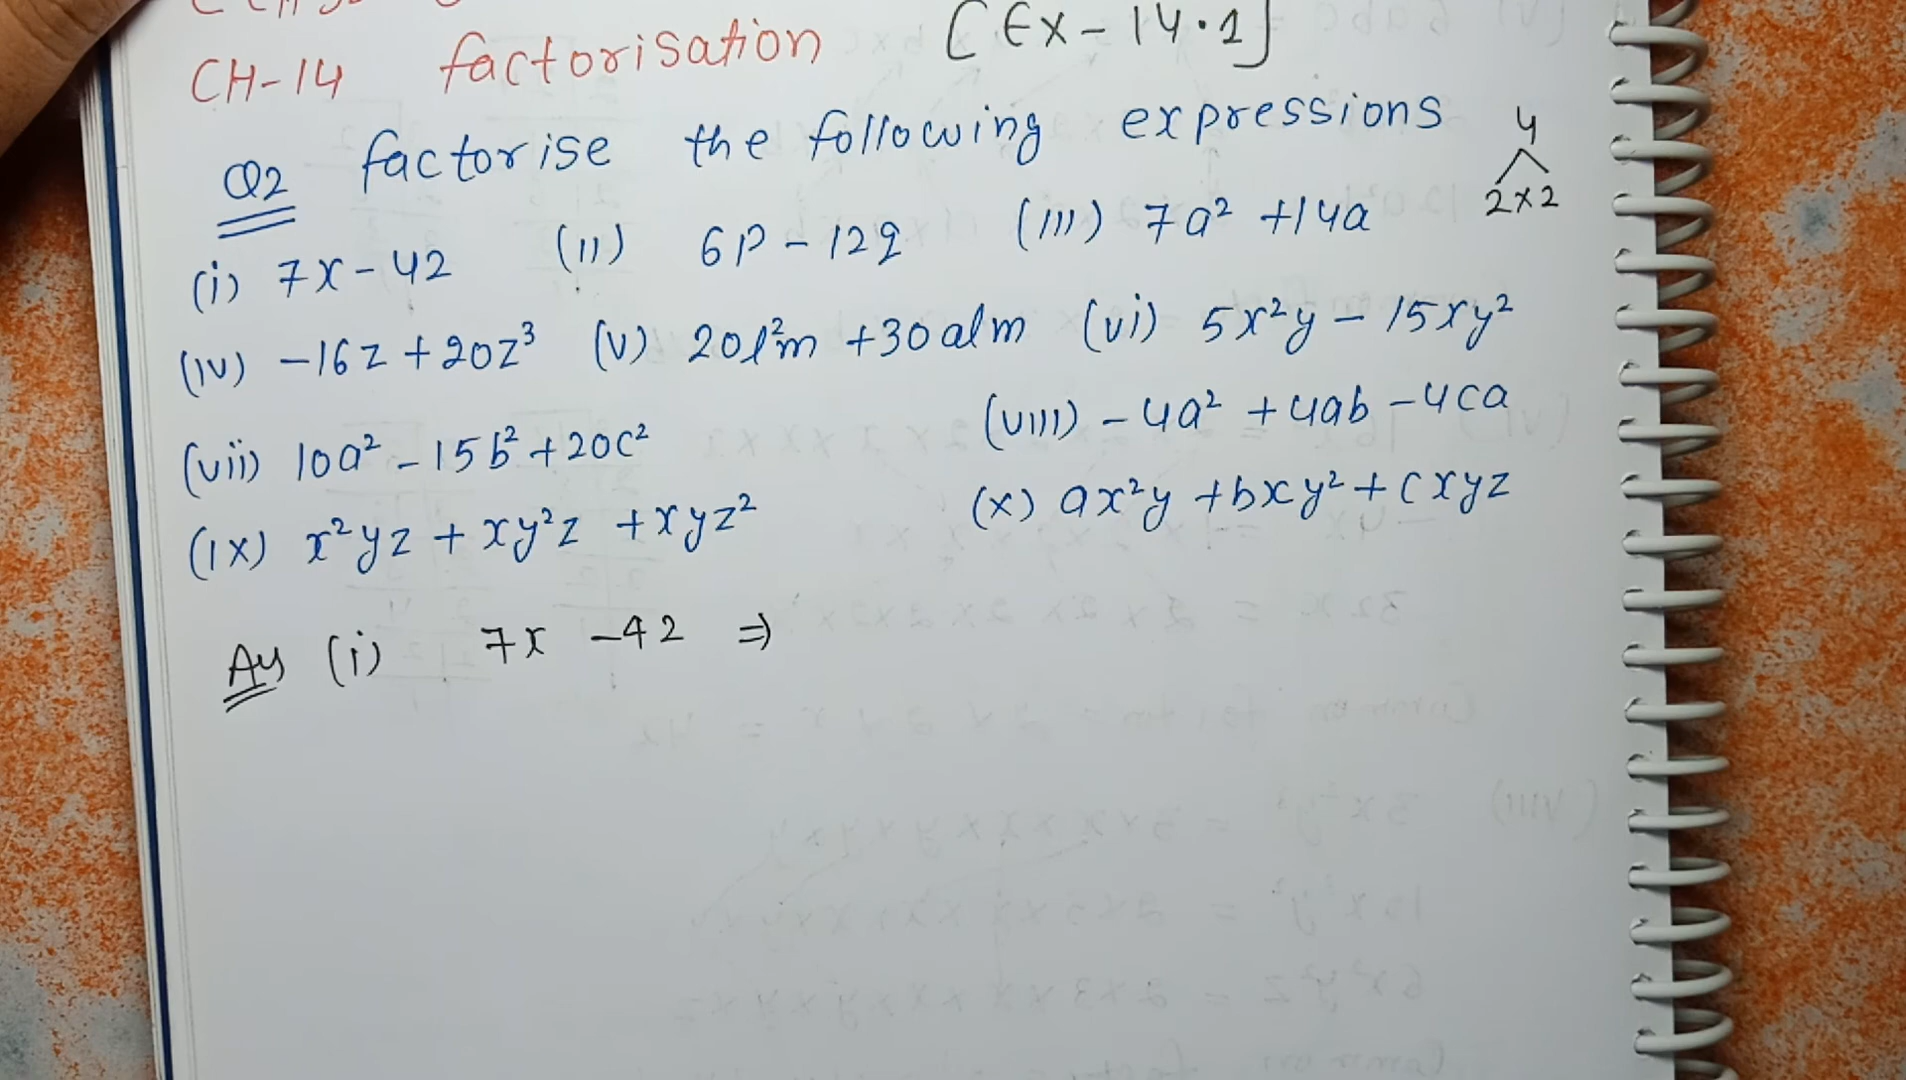 CH-14 factorisation [Ex-14.1]
Q2 factorise the following expressions
4
2x2
(i) 7x-42 (ii) 6p-12q (iii) 7a² +14a
(iv) -16z+20z³ (v) 20l²m +30alm (vi) 5x²y - 15xy²
(vii) 10a² - 15b² + 20c² (viii) -4a² +4ab -4ca
(ix) x²yz + xy²z +xyz² (x) ax²y +bxy² + cxyz
Ans (i) 7x -42 ⇒